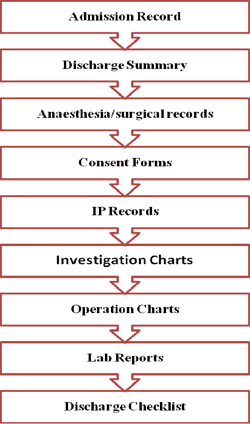 Admission Record
Discharge Summary
Anaesthesia/surgical records
Consent Forms
IP Records
Investigation Charts
Operation Charts
Lab Reports
Discharge Checklist